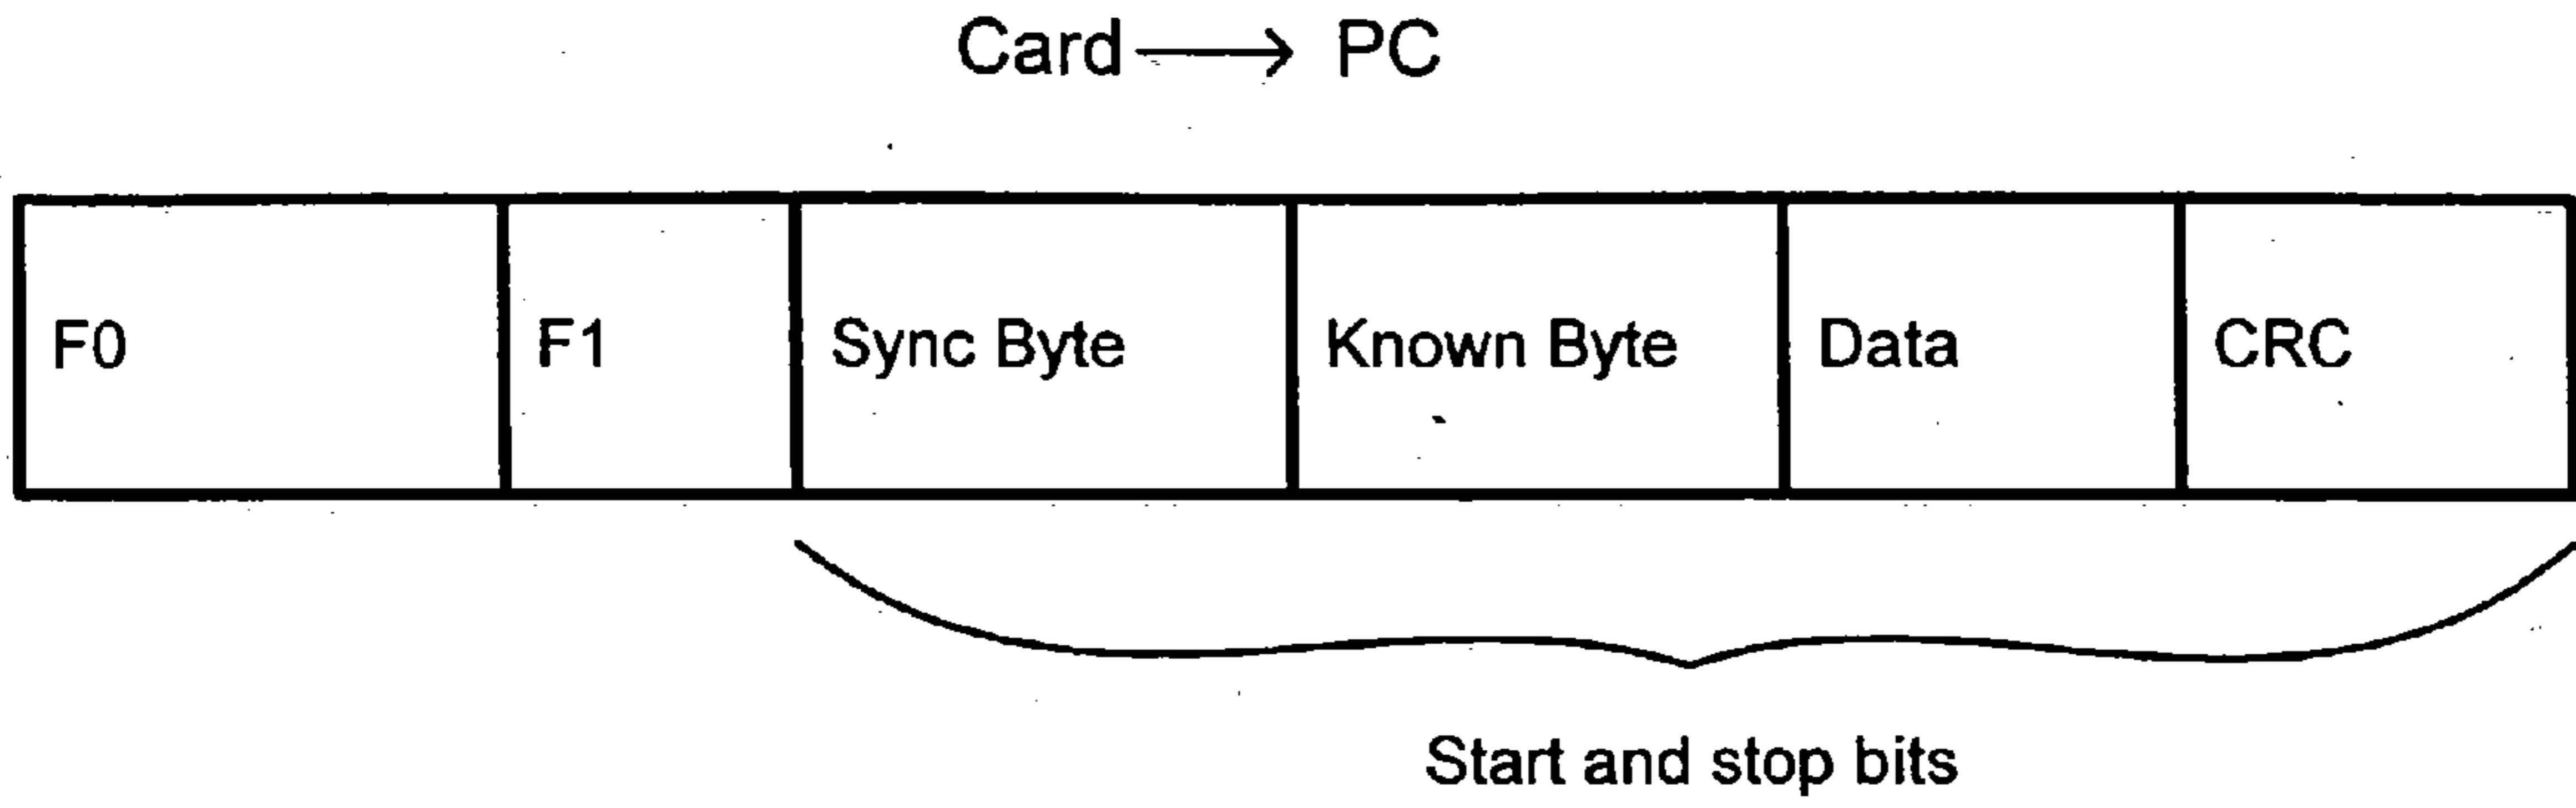 Card → PC
F0 F1 Sync Byte Known Byte Data CRC
Start and stop bits